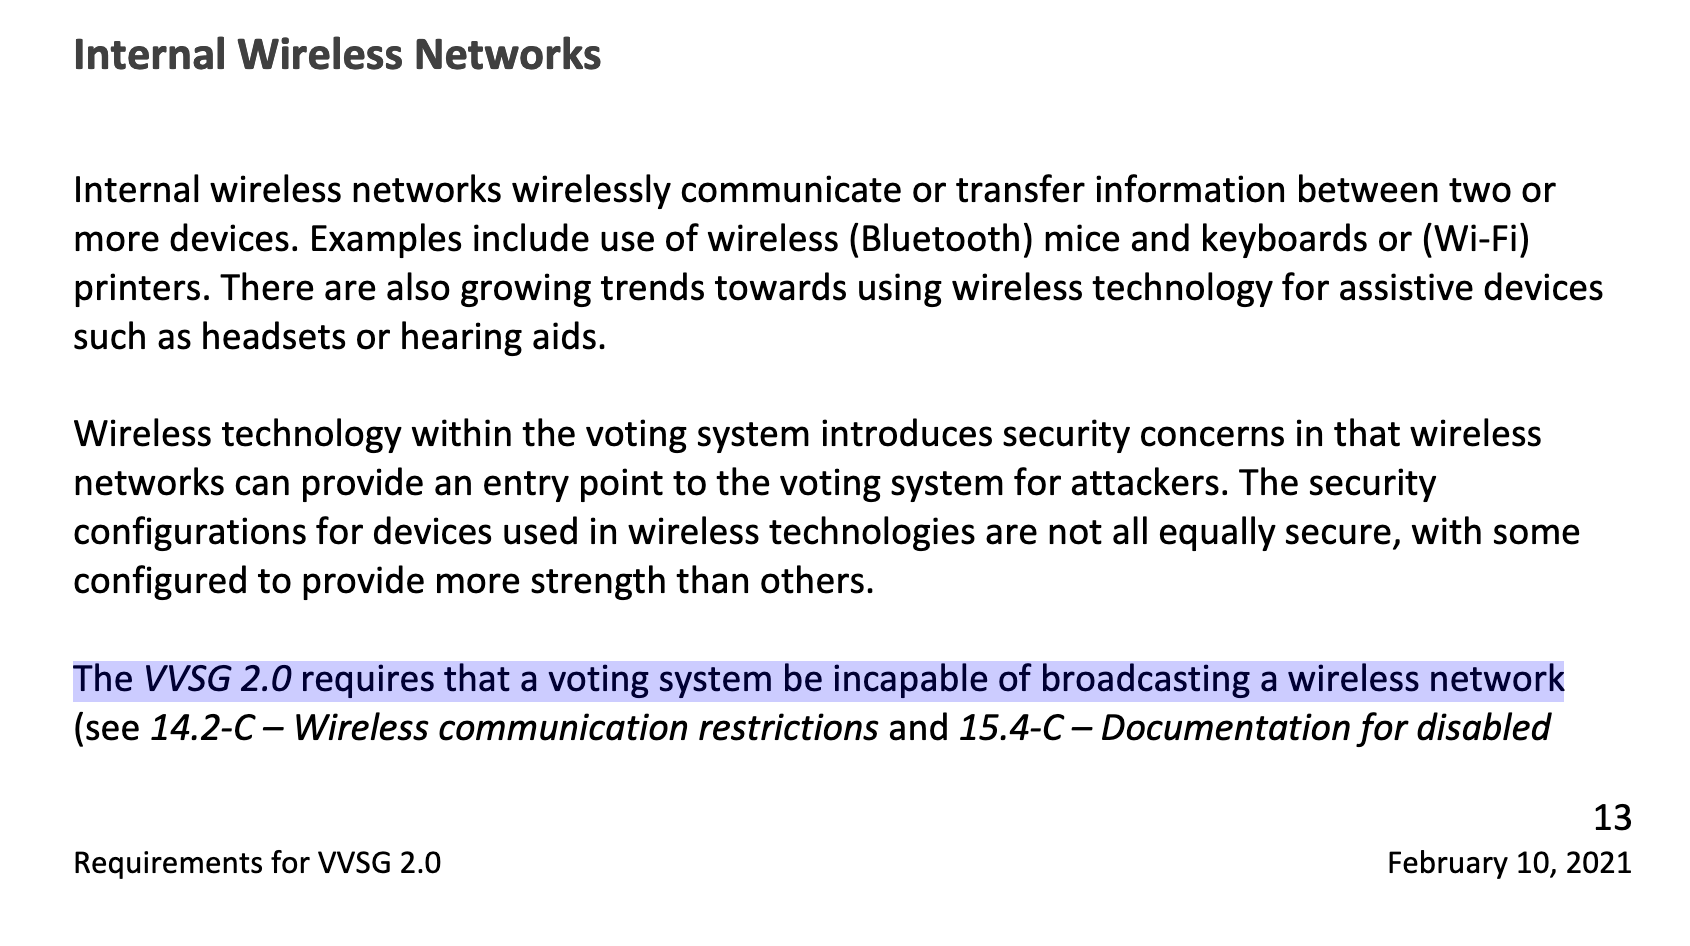 Internal Wireless Networks
Internal wireless networks wirelessly communicate or transfer information between two or
more devices. Examples include use of wireless (Bluetooth) mice and keyboards or (Wi-Fi)
printers. There are also growing trends towards using wireless technology for assistive devices
such as headsets or hearing aids.
Wireless technology within the voting system introduces security concerns in that wireless
networks can provide an entry point to the voting system for attackers. The security
configurations for devices used in wireless technologies are not all equally secure, with some
configured to provide more strength than others.
The VVSG 2.0 requires that a voting system be incapable of broadcasting a wireless network
(see 14.2-C – Wireless communication restrictions and 15.4-C – Documentation for disabled
13
Requirements for VVSG 2.0 February 10, 2021